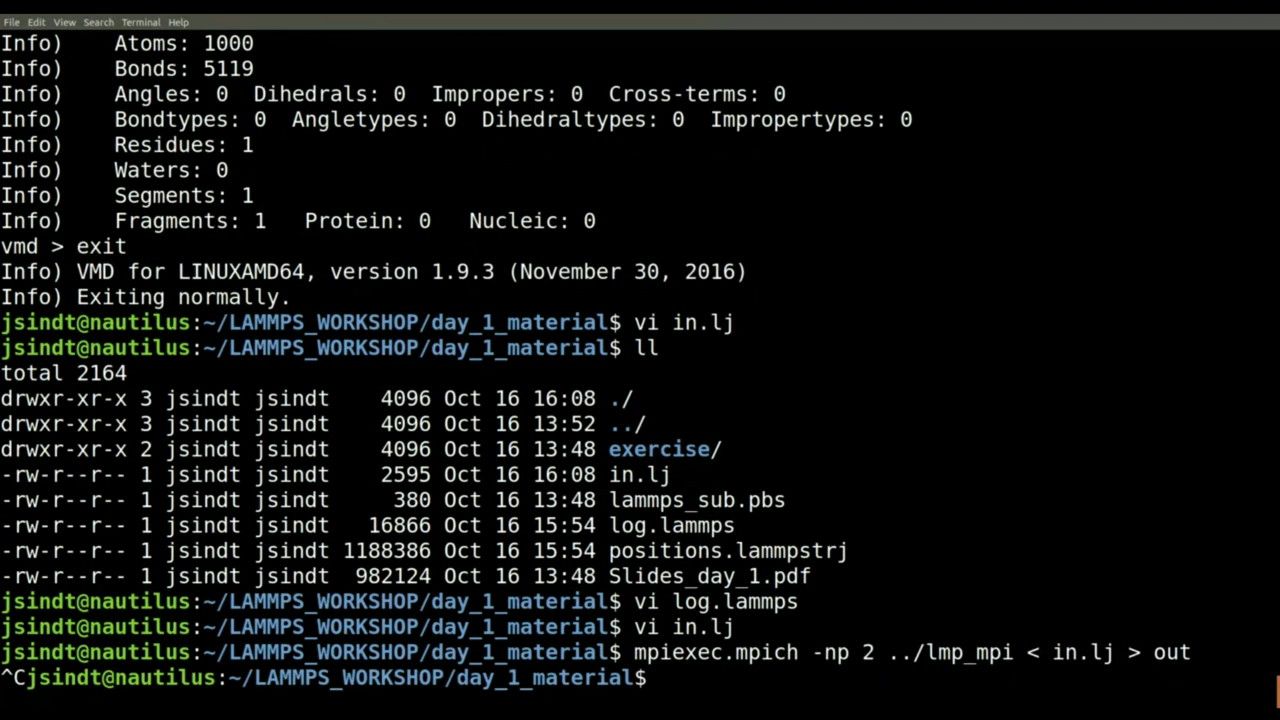 File Edit View Search Terminal Help
Info)    Atoms: 1000
Info)    Bonds: 5119
Info)    Angles: 0  Dihedrals: 0  Impropers: 0  Cross-terms: 0
Info)    Bondtypes: 0  Angletypes: 0  Dihedraltypes: 0  Impropertypes: 0
Info)    Residues: 1
Info)    Waters: 0
Info)    Segments: 1
Info)    Fragments: 1   Protein: 0   Nucleic: 0
vmd > exit
Info) VMD for LINUXAMD64, version 1.9.3 (November 30, 2016)
Info) Exiting normally.
jsindt@nautilus:~/LAMMPS_WORKSHOP/day_1_material$ vi in.lj
jsindt@nautilus:~/LAMMPS_WORKSHOP/day_1_material$ ll
total 2164
drwxr-xr-x 3 jsindt jsindt    4096 Oct 16 16:08 ./
drwxr-xr-x 3 jsindt jsindt    4096 Oct 16 13:52 ../
drwxr-xr-x 2 jsindt jsindt    4096 Oct 16 13:48 exercise/
-rw-r--r-- 1 jsindt jsindt    2595 Oct 16 16:08 in.lj
-rw-r--r-- 1 jsindt jsindt     380 Oct 16 13:48 lammps_sub.pbs
-rw-r--r-- 1 jsindt jsindt   16866 Oct 16 15:54 log.lammps
-rw-r--r-- 1 jsindt jsindt 1188386 Oct 16 15:54 positions.lammpstrj
-rw-r--r-- 1 jsindt jsindt  982124 Oct 16 13:48 Slides_day_1.pdf
jsindt@nautilus:~/LAMMPS_WORKSHOP/day_1_material$ vi log.lammps
jsindt@nautilus:~/LAMMPS_WORKSHOP/day_1_material$ vi in.lj
jsindt@nautilus:~/LAMMPS_WORKSHOP/day_1_material$ mpiexec.mpich -np 2 ../lmp_mpi < in.lj > out
^Cjsindt@nautilus:~/LAMMPS_WORKSHOP/day_1_material$